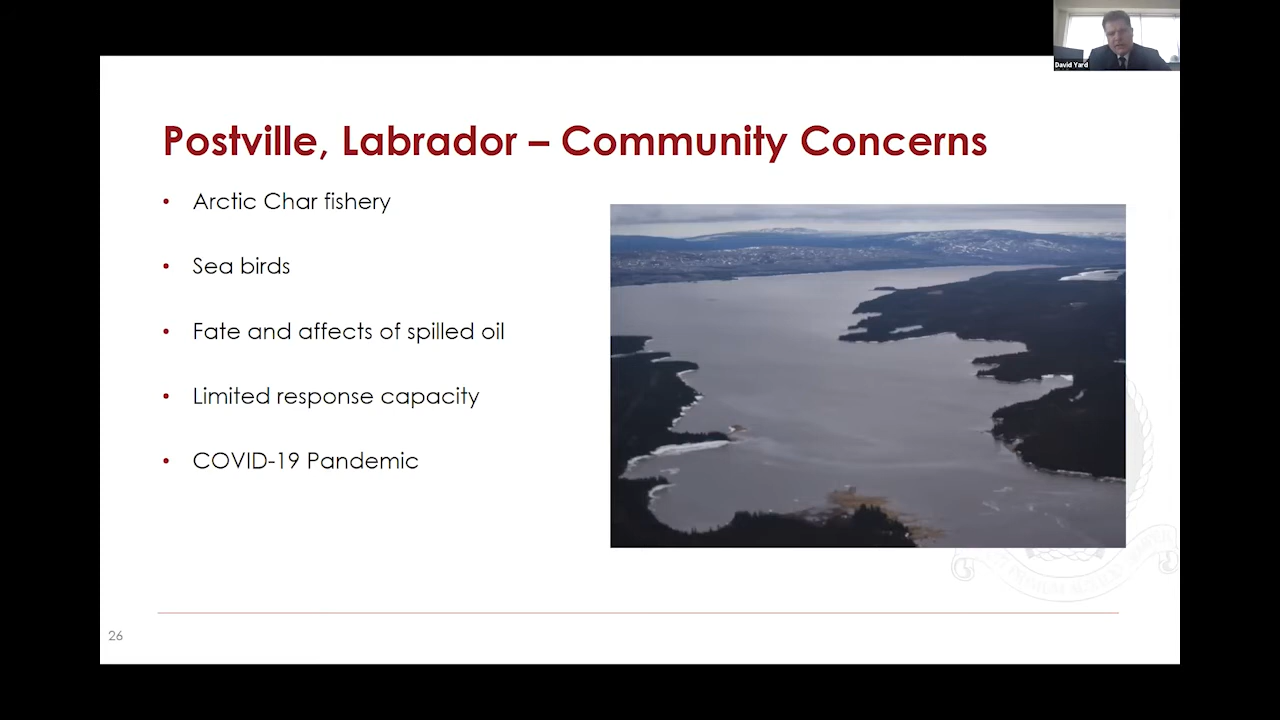 David Yard
Postville, Labrador – Community Concerns
• Arctic Char fishery
• Sea birds
• Fate and affects of spilled oil
• Limited response capacity
• COVID-19 Pandemic
26